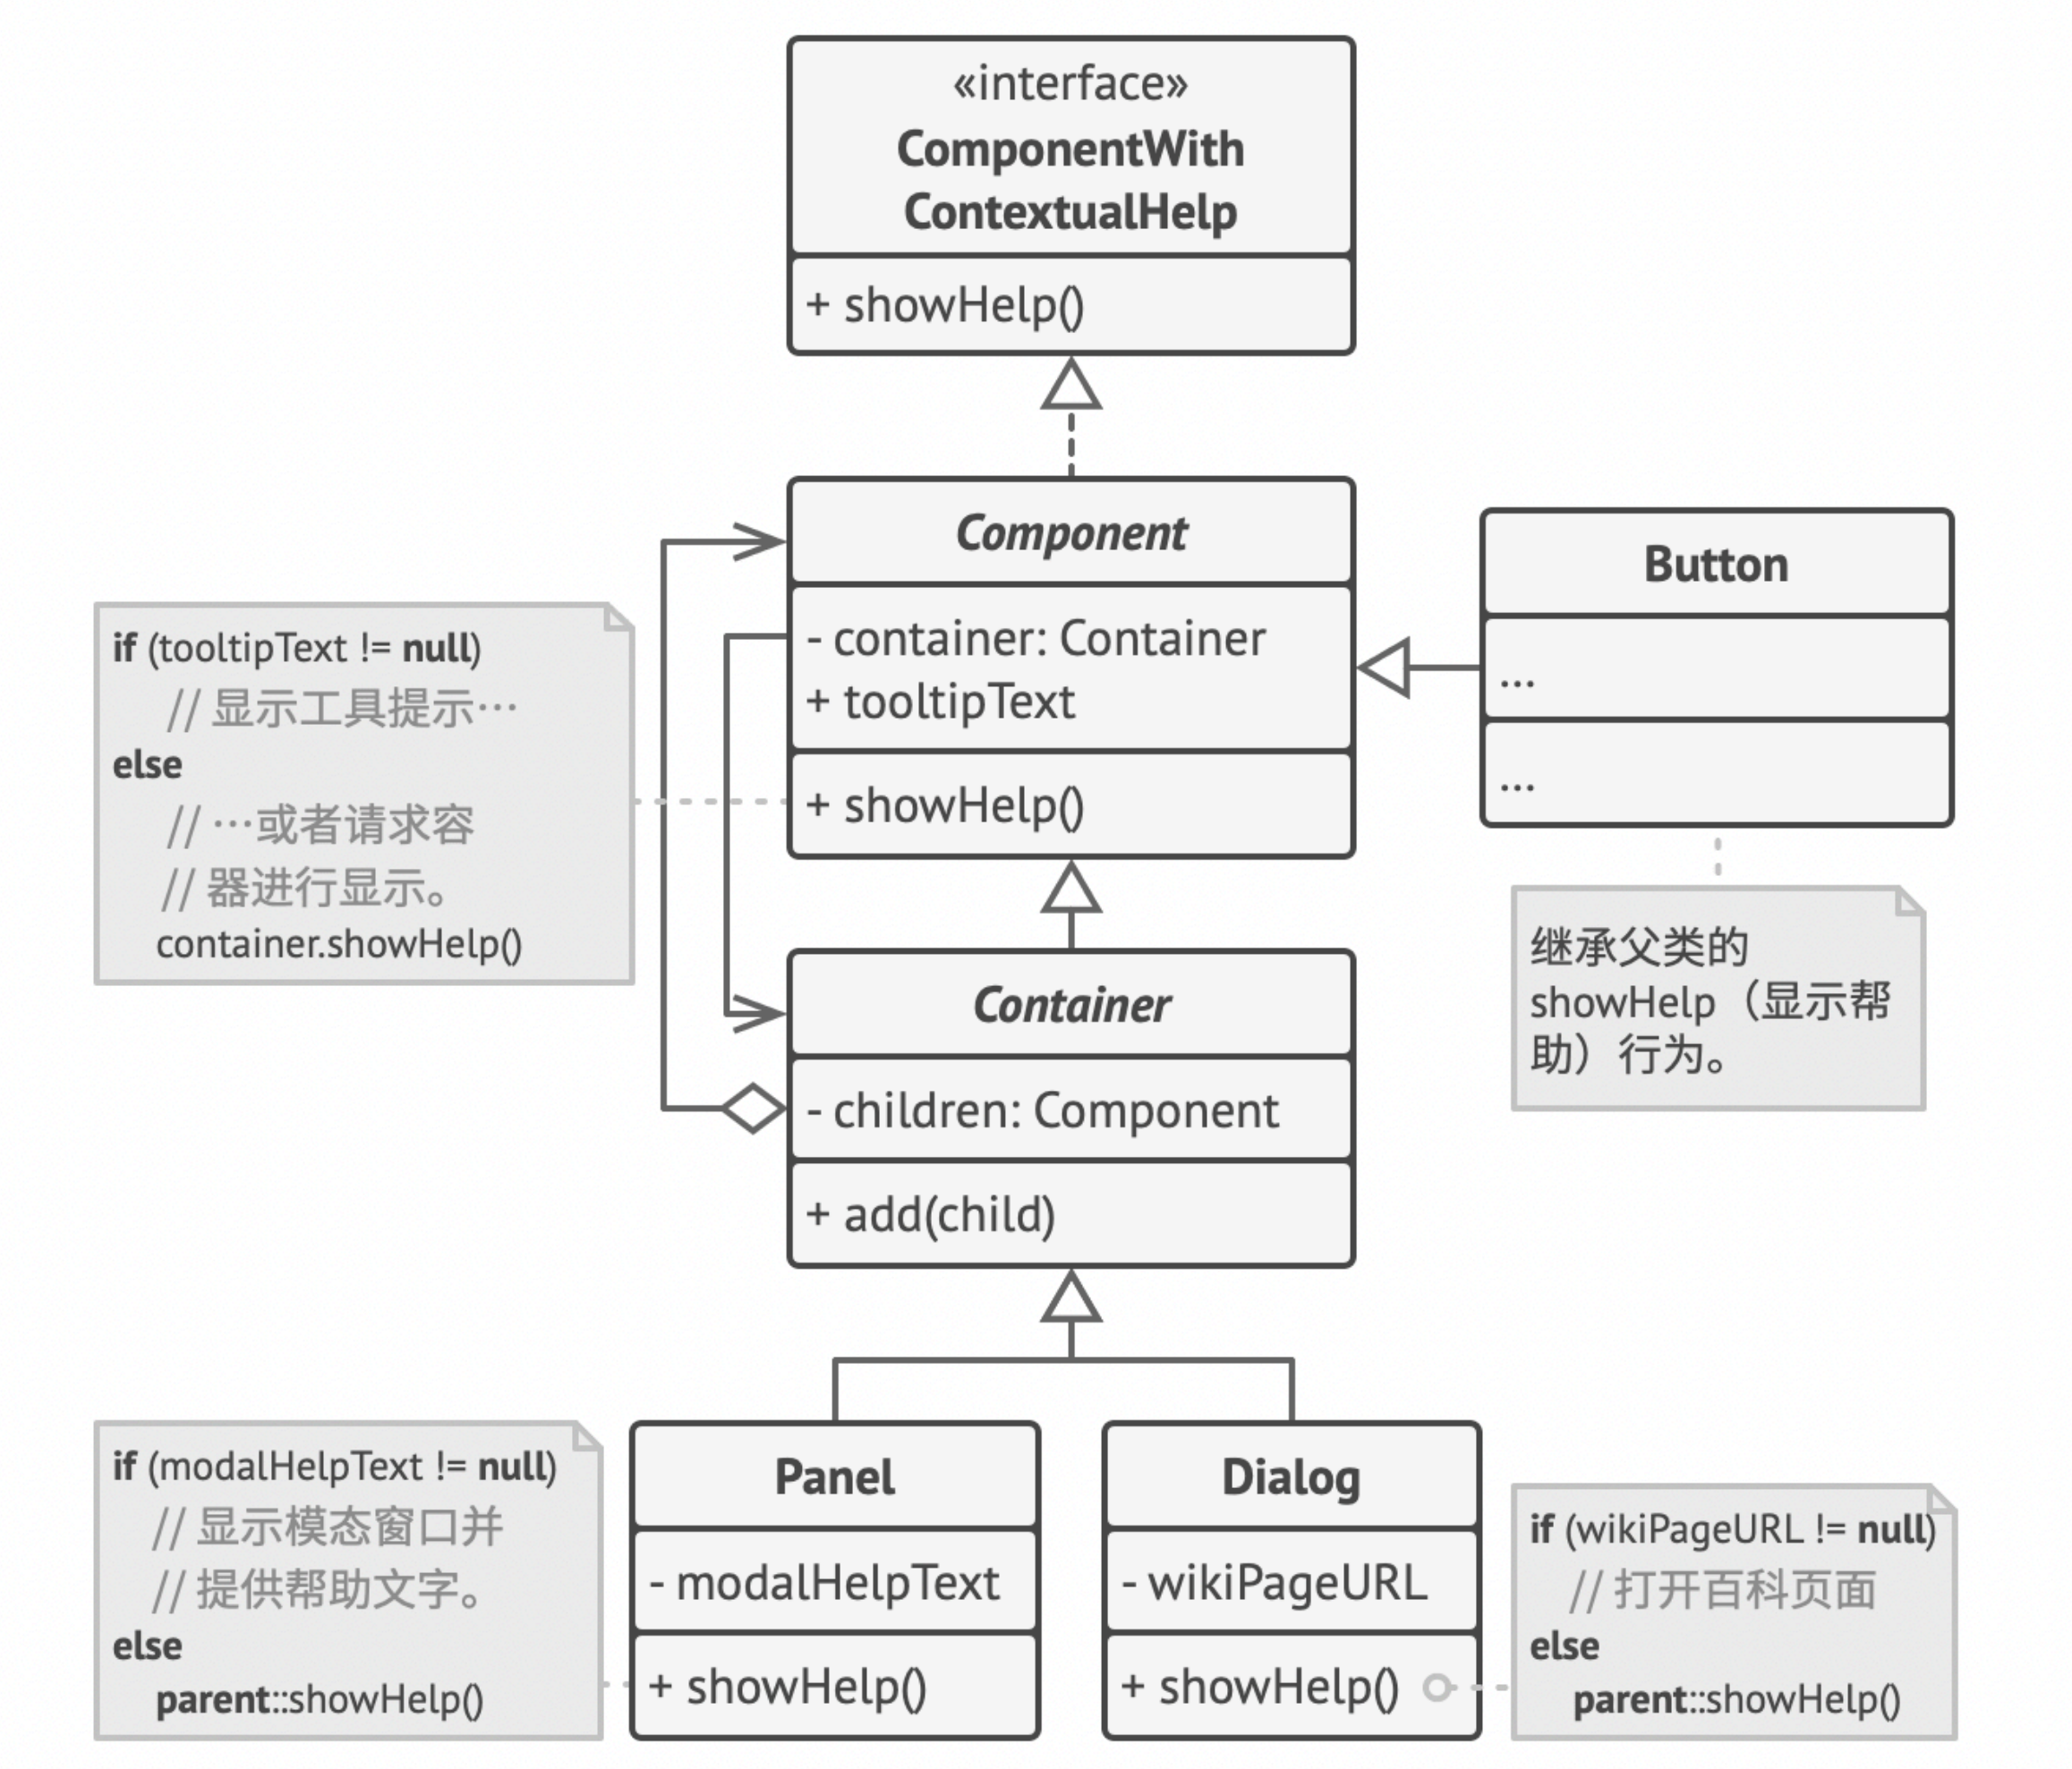 «interface»
ComponentWith
ContextualHelp
+ showHelp()
Component
- container: Container
+ tooltipText
+ showHelp()
Button
...
...
if (tooltipText != null)
// 显示工具提示…
else
// …或者请求容
// 器进行显示。
container.showHelp()
继承父类的
showHelp（显示帮
助）行为。
Container
- children: Component
+ add(child)
if (modalHelpText != null)
// 显示模态窗口并
// 提供帮助文字。
else
parent::showHelp()
Panel
- modalHelpText
+ showHelp()
Dialog
- wikiPageURL
+ showHelp()
if (wikiPageURL != null)
// 打开百科页面
else
parent::showHelp()